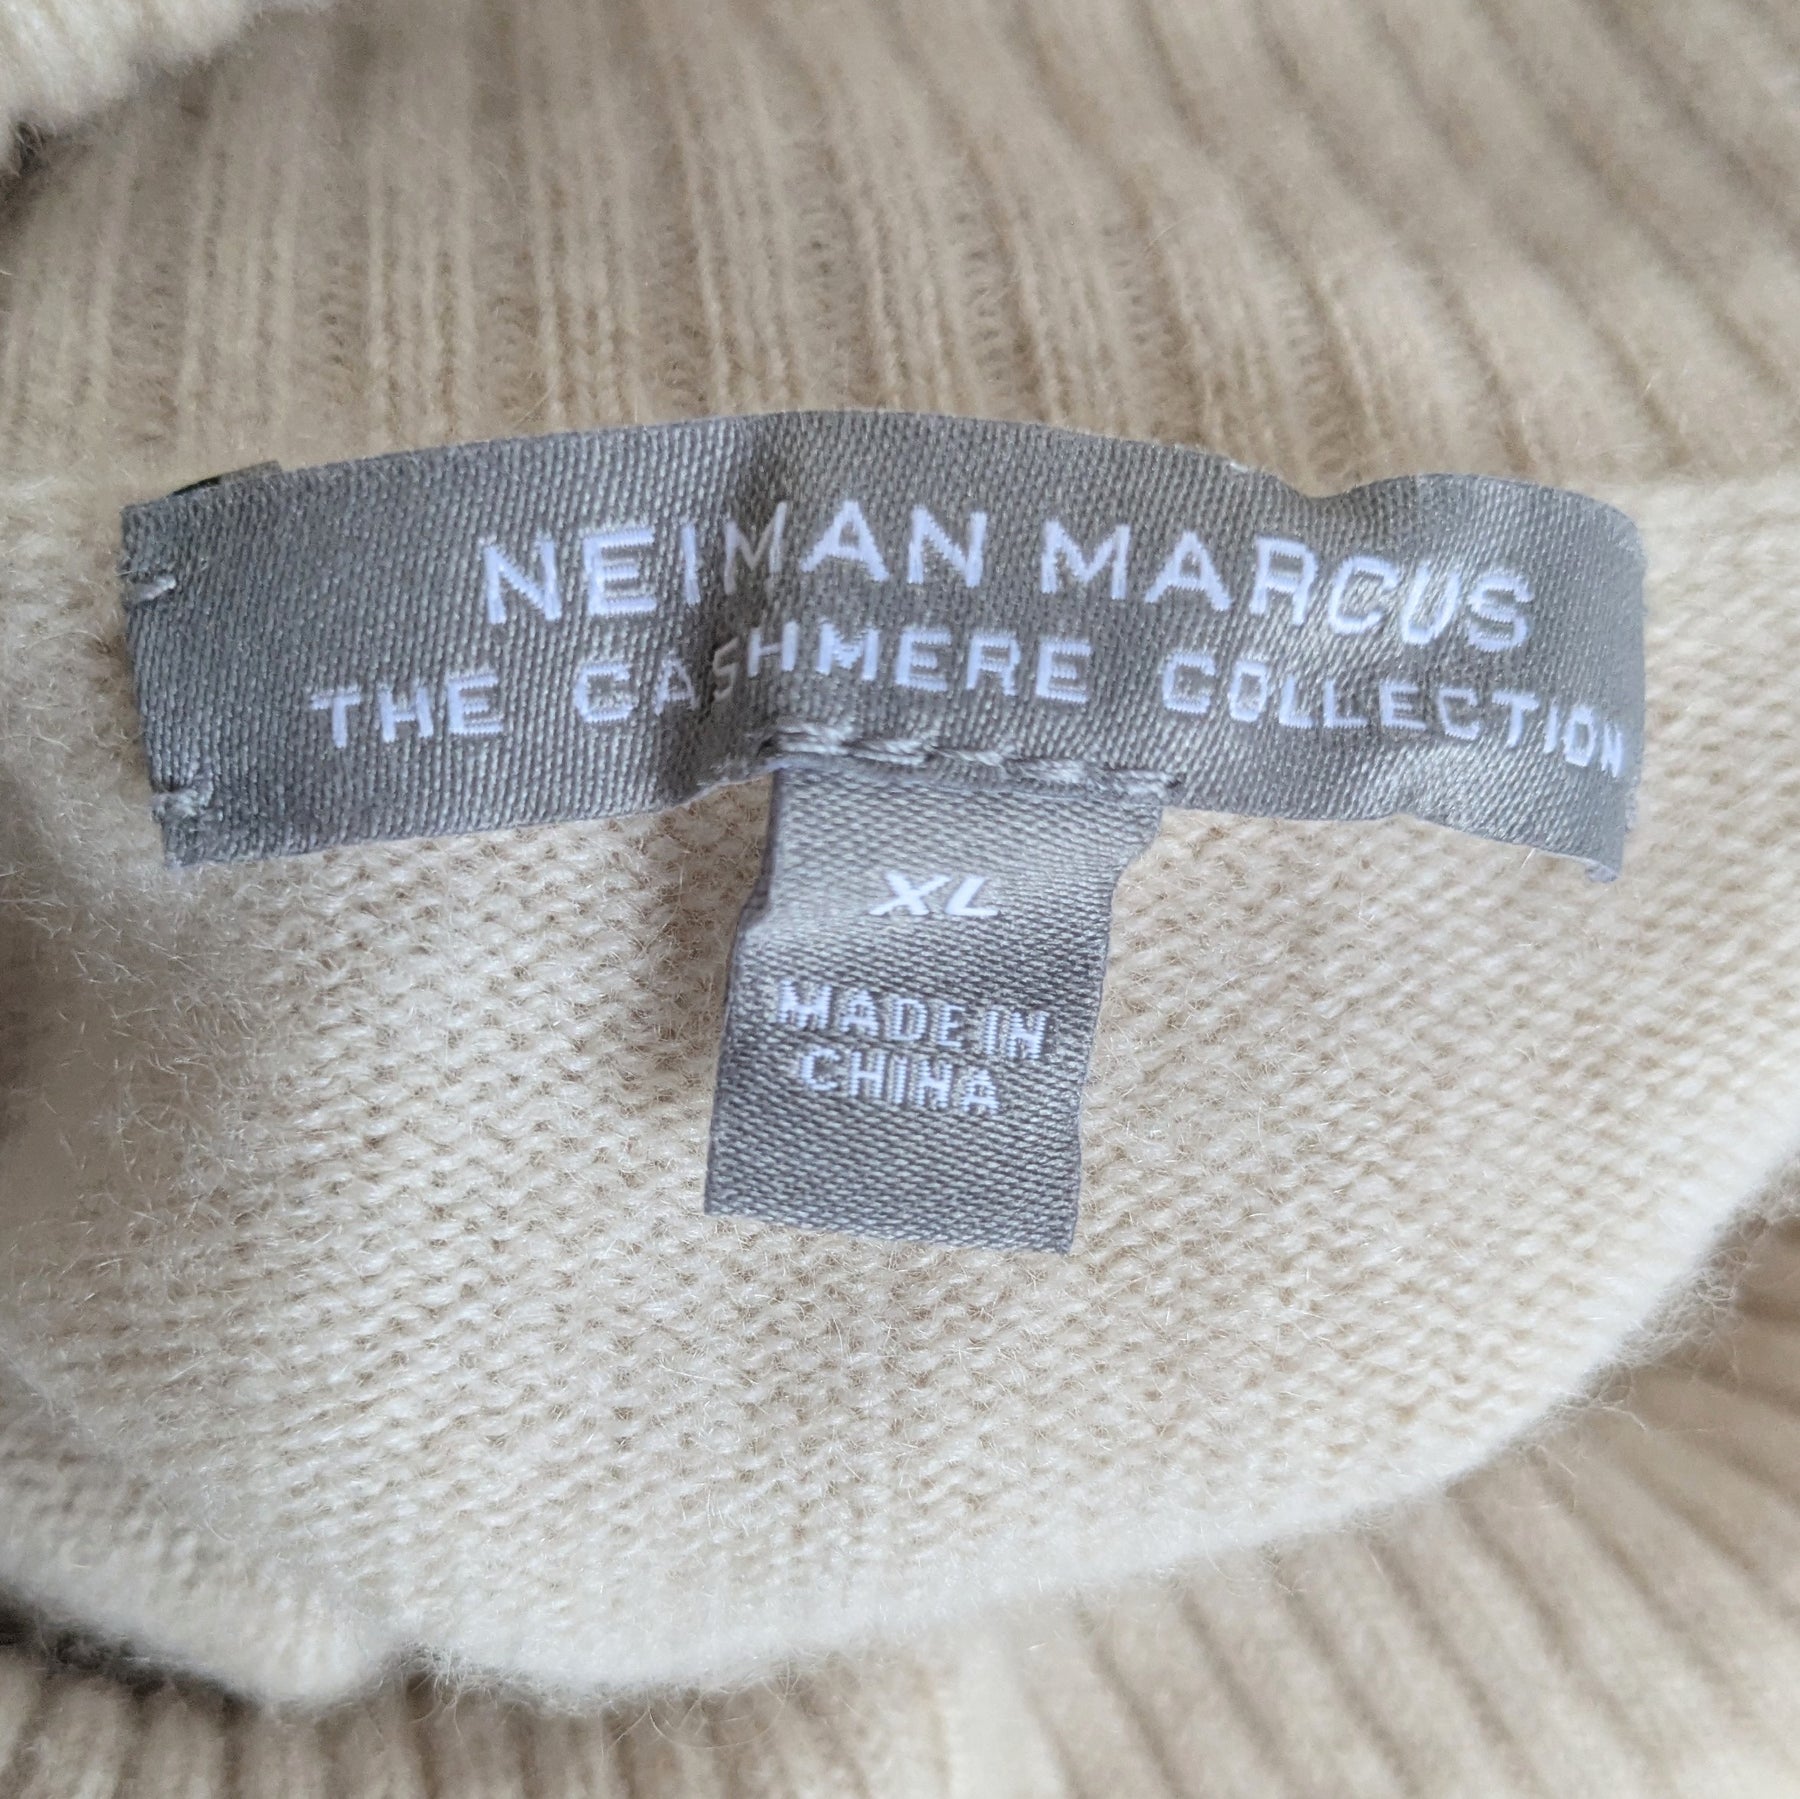 NEIMAN MARCUS
THE CASHMERE COLLECTION
XL
MADE IN
CHINA